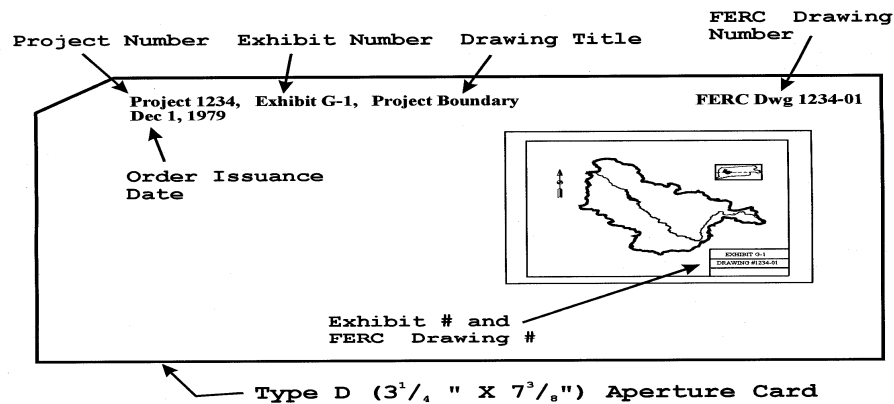 FERC Drawing
Number
Project Number Exhibit Number Drawing Title
Project 1234, Exhibit G-1, Project Boundary
Dec 1, 1979
FERC Dwg 1234-01
Order Issuance
Date
EXHIBIT G-1
DRAWING #1234-01
Exhibit # and
FERC Drawing #
Type D (3¹/₄ " X 7³/₈") Aperture Card